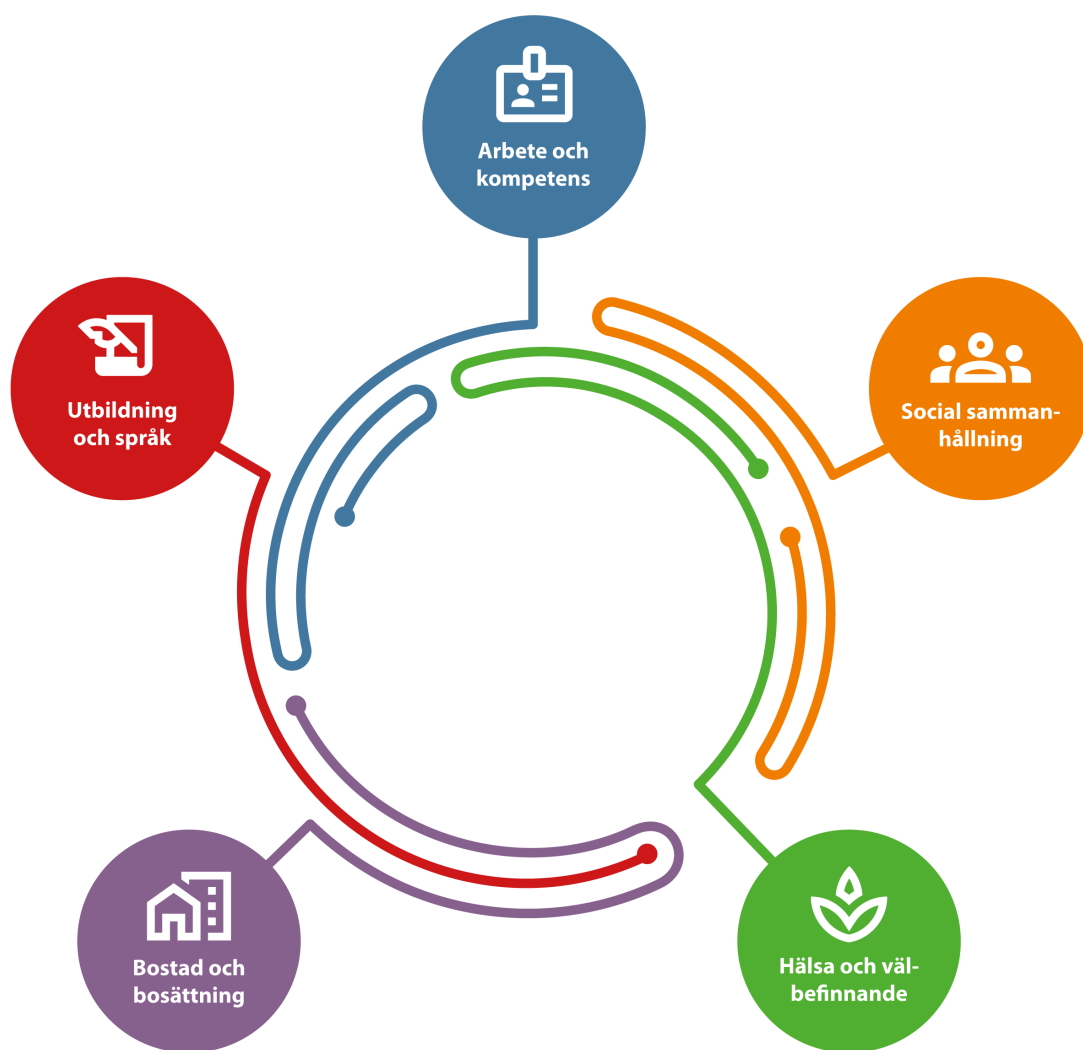 Arbete och
kompetens
Utbildning
och språk
Social samman-
hållning
Bostad och
bosättning
Hälsa och väl-
befinnande